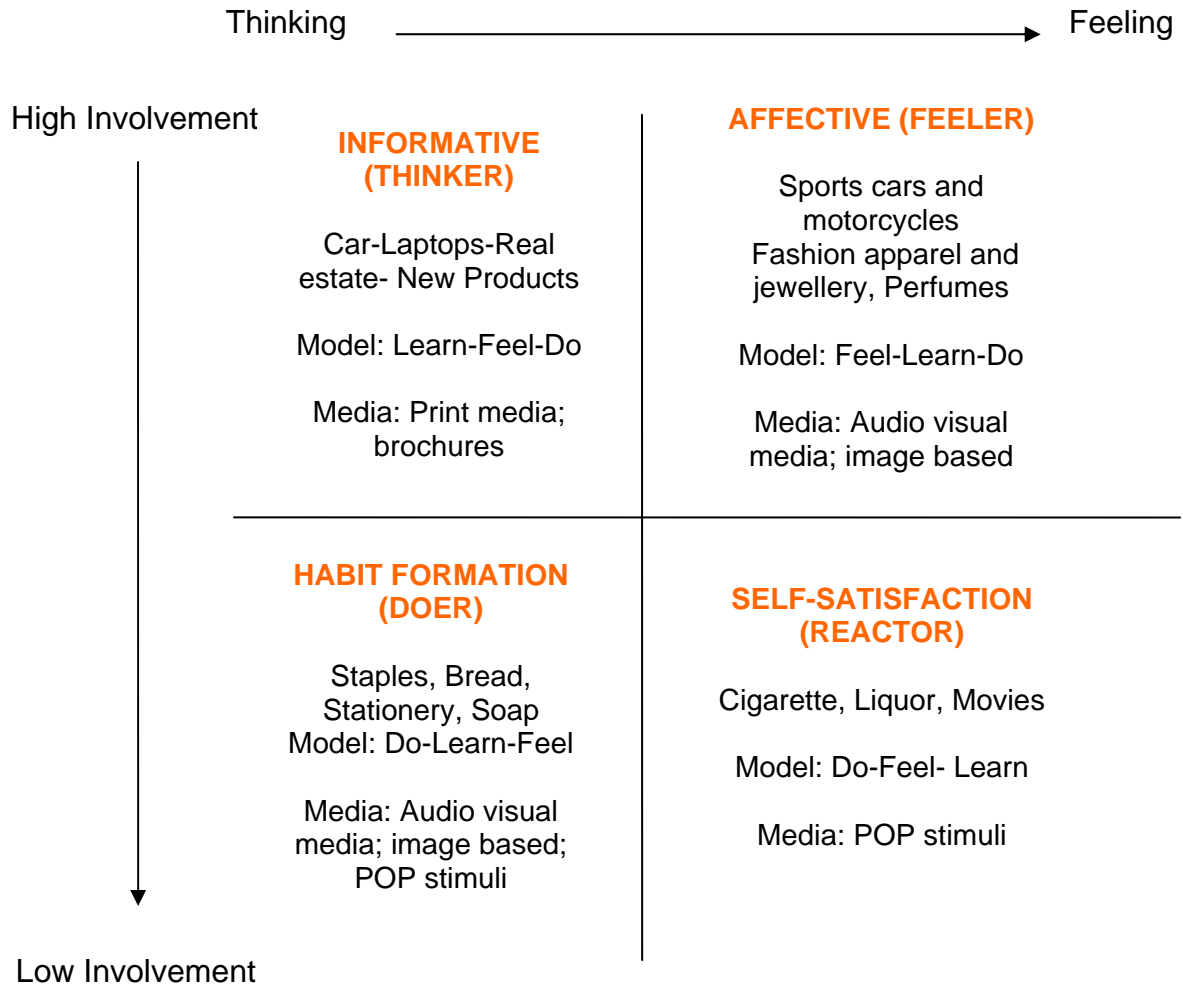 Thinking
Feeling
High Involvement
INFORMATIVE
(THINKER)
Car-Laptops-Real
estate- New Products
Model: Learn-Feel-Do
Media: Print media;
brochures
AFFECTIVE (FEELER)
Sports cars and
motorcycles
Fashion apparel and
jewellery, Perfumes
Model: Feel-Learn-Do
Media: Audio visual
media; image based
HABIT FORMATION
(DOER)
Staples, Bread,
Stationery, Soap
Model: Do-Learn-Feel
Media: Audio visual
media; image based;
POP stimuli
SELF-SATISFACTION
(REACTOR)
Cigarette, Liquor, Movies
Model: Do-Feel- Learn
Media: POP stimuli
Low Involvement